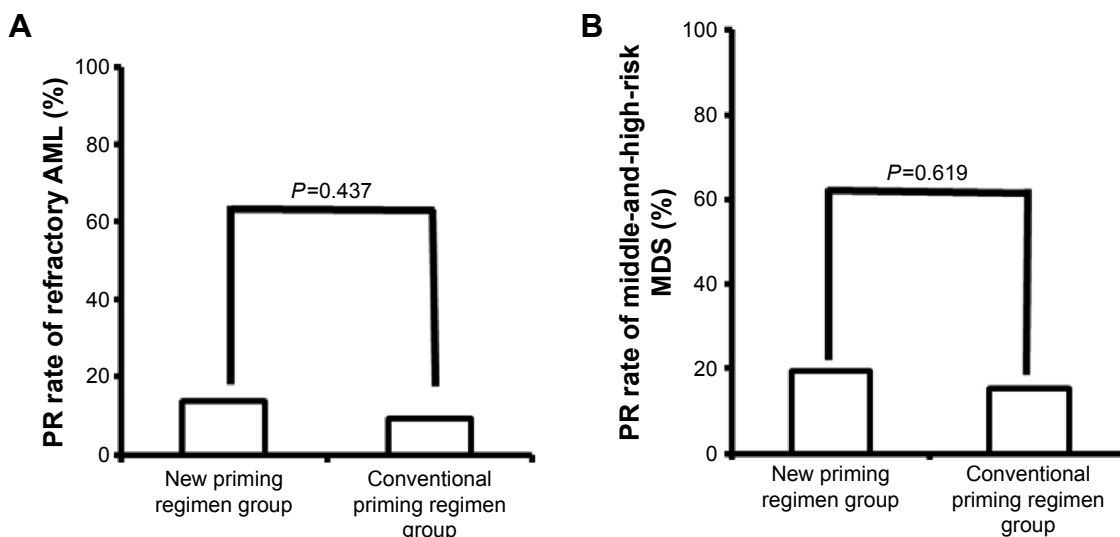 A
PR rate of refractory AML (%)
100
80
60
40
20
0
P=0.437
New priming
regimen group
Conventional
priming regimen
group
B
PR rate of middle-and-high-risk
MDS (%)
100
80
60
40
20
0
P=0.619
New priming
regimen group
Conventional
priming regimen
group